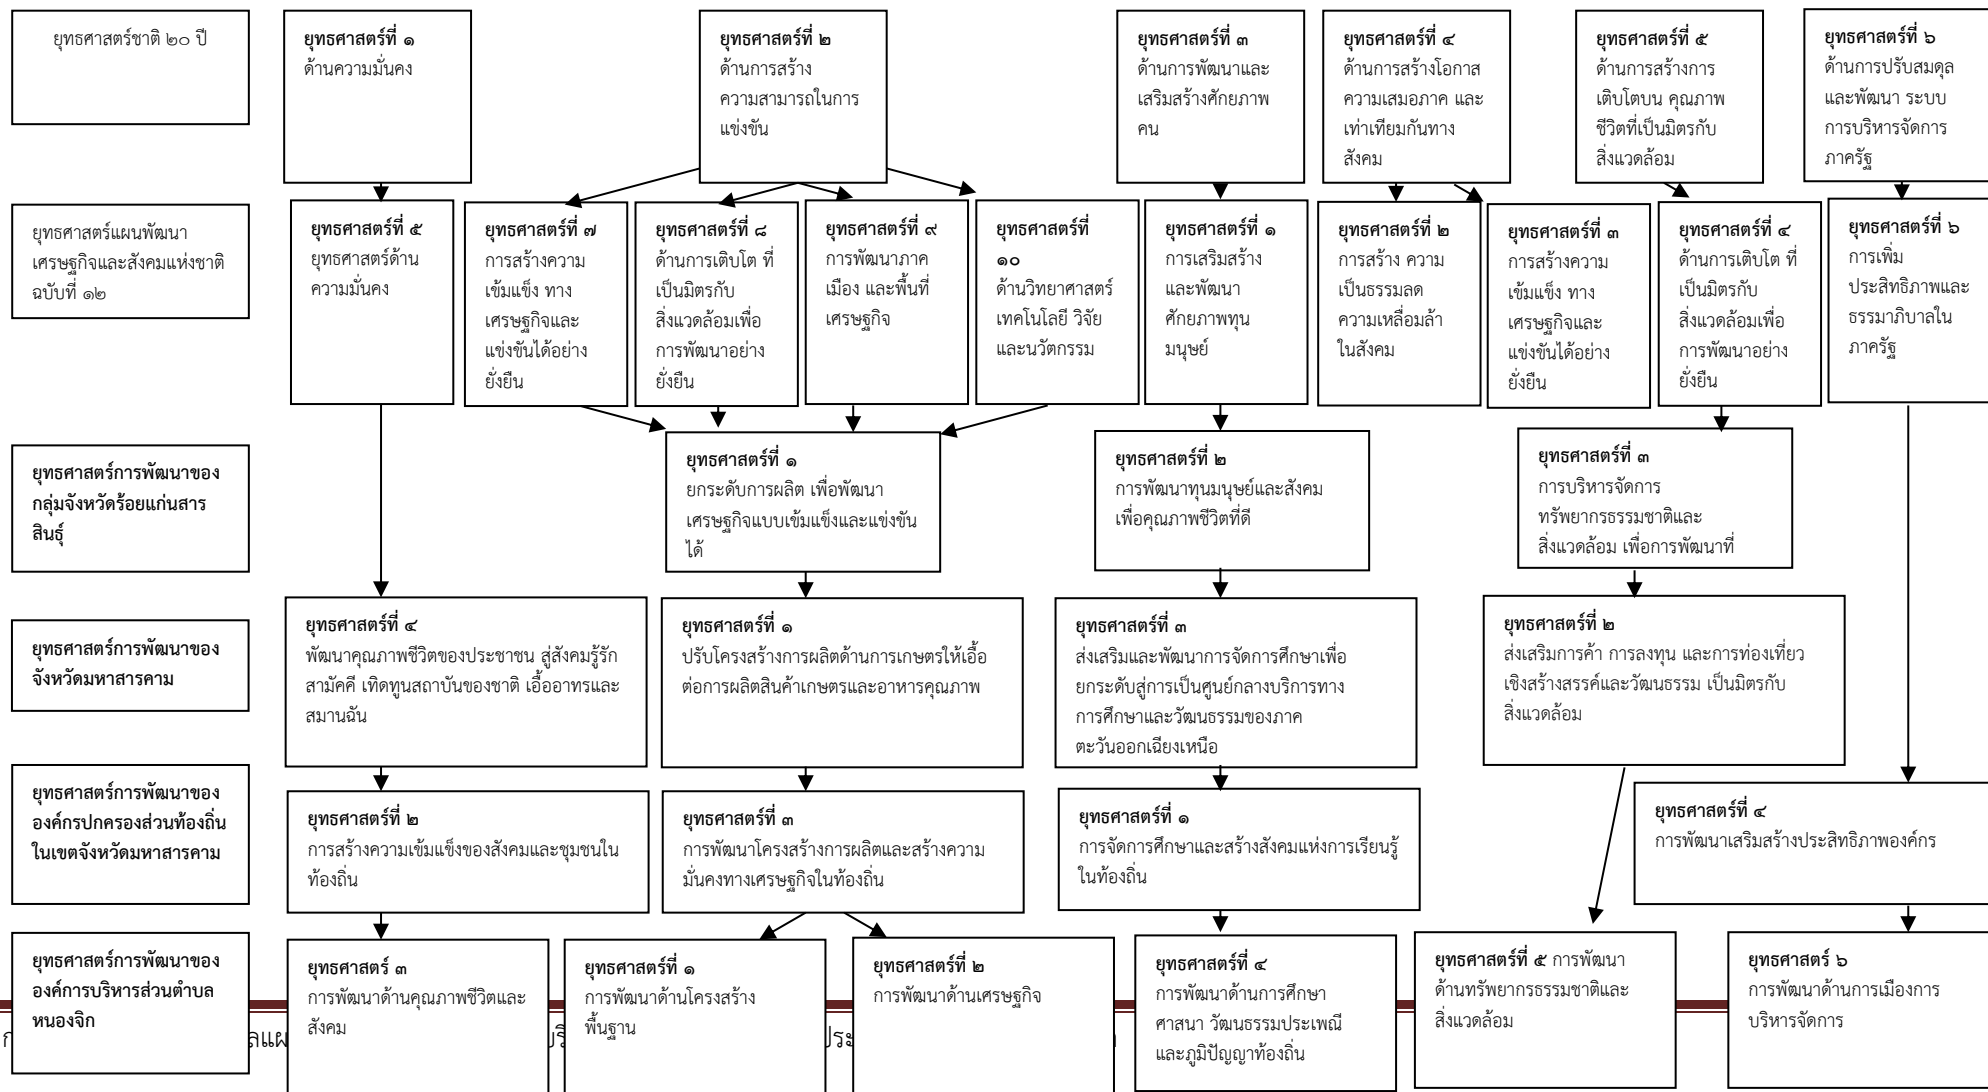 ยุทธศาสตร์ชาติ ๒๐ ปี
ยุทธศาสตร์ที่ ๑
ด้านความมั่นคง
ยุทธศาสตร์ที่ ๒
ด้านการสร้าง
ความสามารถในการ
แข่งขัน
ยุทธศาสตร์ที่ ๓
ด้านการพัฒนาและ
เสริมสร้างศักยภาพ
คน
ยุทธศาสตร์ที่ ๔
ด้านการสร้างโอกาส
ความเสมอภาค และ
เท่าเทียมกันทาง
สังคม
ยุทธศาสตร์ที่ ๕
ด้านการสร้างการ
เติบโตบน คุณภาพ
ชีวิตที่เป็นมิตรกับ
สิ่งแวดล้อม
ยุทธศาสตร์ที่ ๖
ด้านการปรับสมดุล
และพัฒนา ระบบ
การบริหารจัดการ
ภาครัฐ
ยุทธศาสตร์แผนพัฒนา
เศรษฐกิจและสังคมแห่งชาติ
ฉบับที่ ๑๒
ยุทธศาสตร์ที่ ๕
ยุทธศาสตร์ด้าน
ความมั่นคง
ยุทธศาสตร์ที่ ๗
การสร้างความ
เข้มแข็ง ทาง
เศรษฐกิจและ
แข่งขันได้อย่าง
ยั่งยืน
ยุทธศาสตร์ที่ ๘
ด้านการเติบโต ที่
เป็นมิตรกับ
สิ่งแวดล้อมเพื่อ
การพัฒนาอย่าง
ยั่งยืน
ยุทธศาสตร์ที่ ๙
การพัฒนาภาค
เมือง และพื้นที่
เศรษฐกิจ
ยุทธศาสตร์ที่
๑๐
ด้านวิทยาศาสตร์
เทคโนโลยี วิจัย
และนวัตกรรม
ยุทธศาสตร์ที่ ๑
การเสริมสร้าง
และพัฒนา
ศักยภาพทุน
มนุษย์
ยุทธศาสตร์ที่ ๒
การสร้าง ความ
เป็นธรรมลด
ความเหลื่อมล้ำ
ในสังคม
ยุทธศาสตร์ที่ ๓
การสร้างความ
เข้มแข็ง ทาง
เศรษฐกิจและ
แข่งขันได้อย่าง
ยั่งยืน
ยุทธศาสตร์ที่ ๔
ด้านการเติบโต ที่
เป็นมิตรกับ
สิ่งแวดล้อมเพื่อ
การพัฒนาอย่าง
ยั่งยืน
ยุทธศาสตร์ที่ ๖
การเพิ่ม
ประสิทธิภาพและ
ธรรมาภิบาลใน
ภาครัฐ
ยุทธศาสตร์การพัฒนาของ
กลุ่มจังหวัดร้อยแก่นสาร
สินธุ์
ยุทธศาสตร์ที่ ๑
ยกระดับการผลิต เพื่อพัฒนา
เศรษฐกิจแบบเข้มแข็งและแข่งขัน
ได้
ยุทธศาสตร์ที่ ๒
การพัฒนาทุนมนุษย์และสังคม
เพื่อคุณภาพชีวิตที่ดี
ยุทธศาสตร์ที่ ๓
การบริหารจัดการ
ทรัพยากรธรรมชาติและ
สิ่งแวดล้อม เพื่อการพัฒนาที่
ยุทธศาสตร์การพัฒนาของ
จังหวัดมหาสารคาม
ยุทธศาสตร์ที่ ๔
พัฒนาคุณภาพชีวิตของประชาชน สู่สังคมรู้รัก
สามัคคี เทิดทูนสถาบันของชาติ เอื้ออาทรและ
สมานฉัน
ยุทธศาสตร์ที่ ๑
ปรับโครงสร้างการผลิตด้านการเกษตรให้เอื้อ
ต่อการผลิตสินค้าเกษตรและอาหารคุณภาพ
ยุทธศาสตร์ที่ ๓
ส่งเสริมและพัฒนาการจัดการศึกษาเพื่อ
ยกระดับสู่การเป็นศูนย์กลางบริการทาง
การศึกษาและวัฒนธรรมของภาค
ตะวันออกเฉียงเหนือ
ยุทธศาสตร์ที่ ๒
ส่งเสริมการค้า การลงทุน และการท่องเที่ยว
เชิงสร้างสรรค์และวัฒนธรรม เป็นมิตรกับ
สิ่งแวดล้อม
ยุทธศาสตร์การพัฒนาของ
องค์กรปกครองส่วนท้องถิ่น
ในเขตจังหวัดมหาสารคาม
ยุทธศาสตร์ที่ ๒
การสร้างความเข้มแข็งของสังคมและชุมชนใน
ท้องถิ่น
ยุทธศาสตร์ที่ ๓
การพัฒนาโครงสร้างการผลิตและสร้างความ
มั่นคงทางเศรษฐกิจในท้องถิ่น
ยุทธศาสตร์ที่ ๑
การจัดการศึกษาและสร้างสังคมแห่งการเรียนรู้
ในท้องถิ่น
ยุทธศาสตร์ที่ ๔
การพัฒนาเสริมสร้างประสิทธิภาพองค์กร
ยุทธศาสตร์การพัฒนาของ
องค์การบริหารส่วนตำบล
หนองจิก
ยุทธศาสตร์ ๓
การพัฒนาด้านคุณภาพชีวิตและ
สังคม
ยุทธศาสตร์ที่ ๑
การพัฒนาด้านโครงสร้าง
พื้นฐาน
ยุทธศาสตร์ที่ ๒
การพัฒนาด้านเศรษฐกิจ
ยุทธศาสตร์ที่ ๔
การพัฒนาด้านการศึกษา
ศาสนา วัฒนธรรมประเพณี
และภูมิปัญญาท้องถิ่น
ยุทธศาสตร์ที่ ๕ การพัฒนา
ด้านทรัพยากรธรรมชาติและ
สิ่งแวดล้อม
ยุทธศาสตร์ ๖
การพัฒนาด้านการเมืองการ
บริหารจัดการ